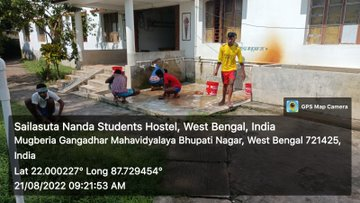 GPS Map Camera
Sailasuta Nanda Students Hostel, West Bengal, India
Mugberia Gangadhar Mahavidyalaya Bhupati Nagar, West Bengal 721425,
India
Lat 22.000227° Long 87.729454°
21/08/2022 09:21:53 AM